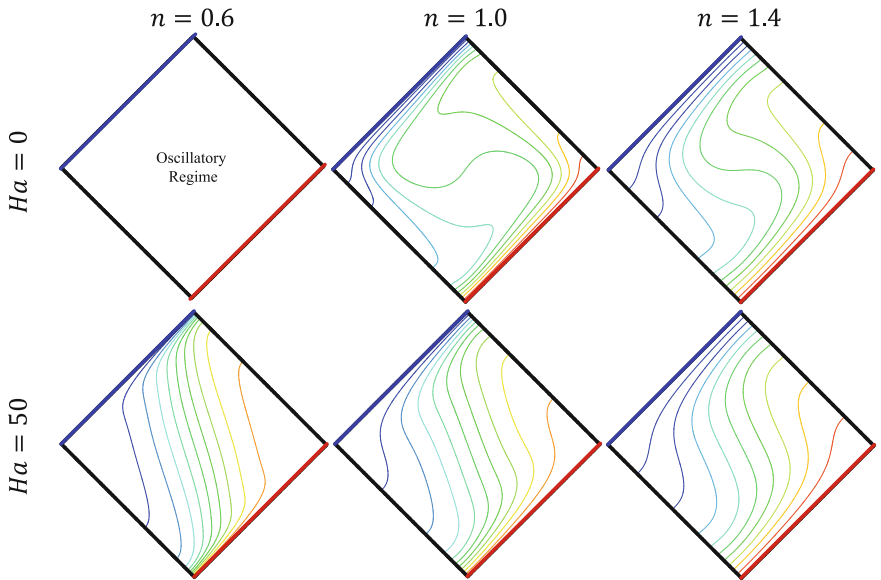 n = 0.6
n = 1.0
n = 1.4
Ha = 0
Oscillatory
Regime
Ha = 50